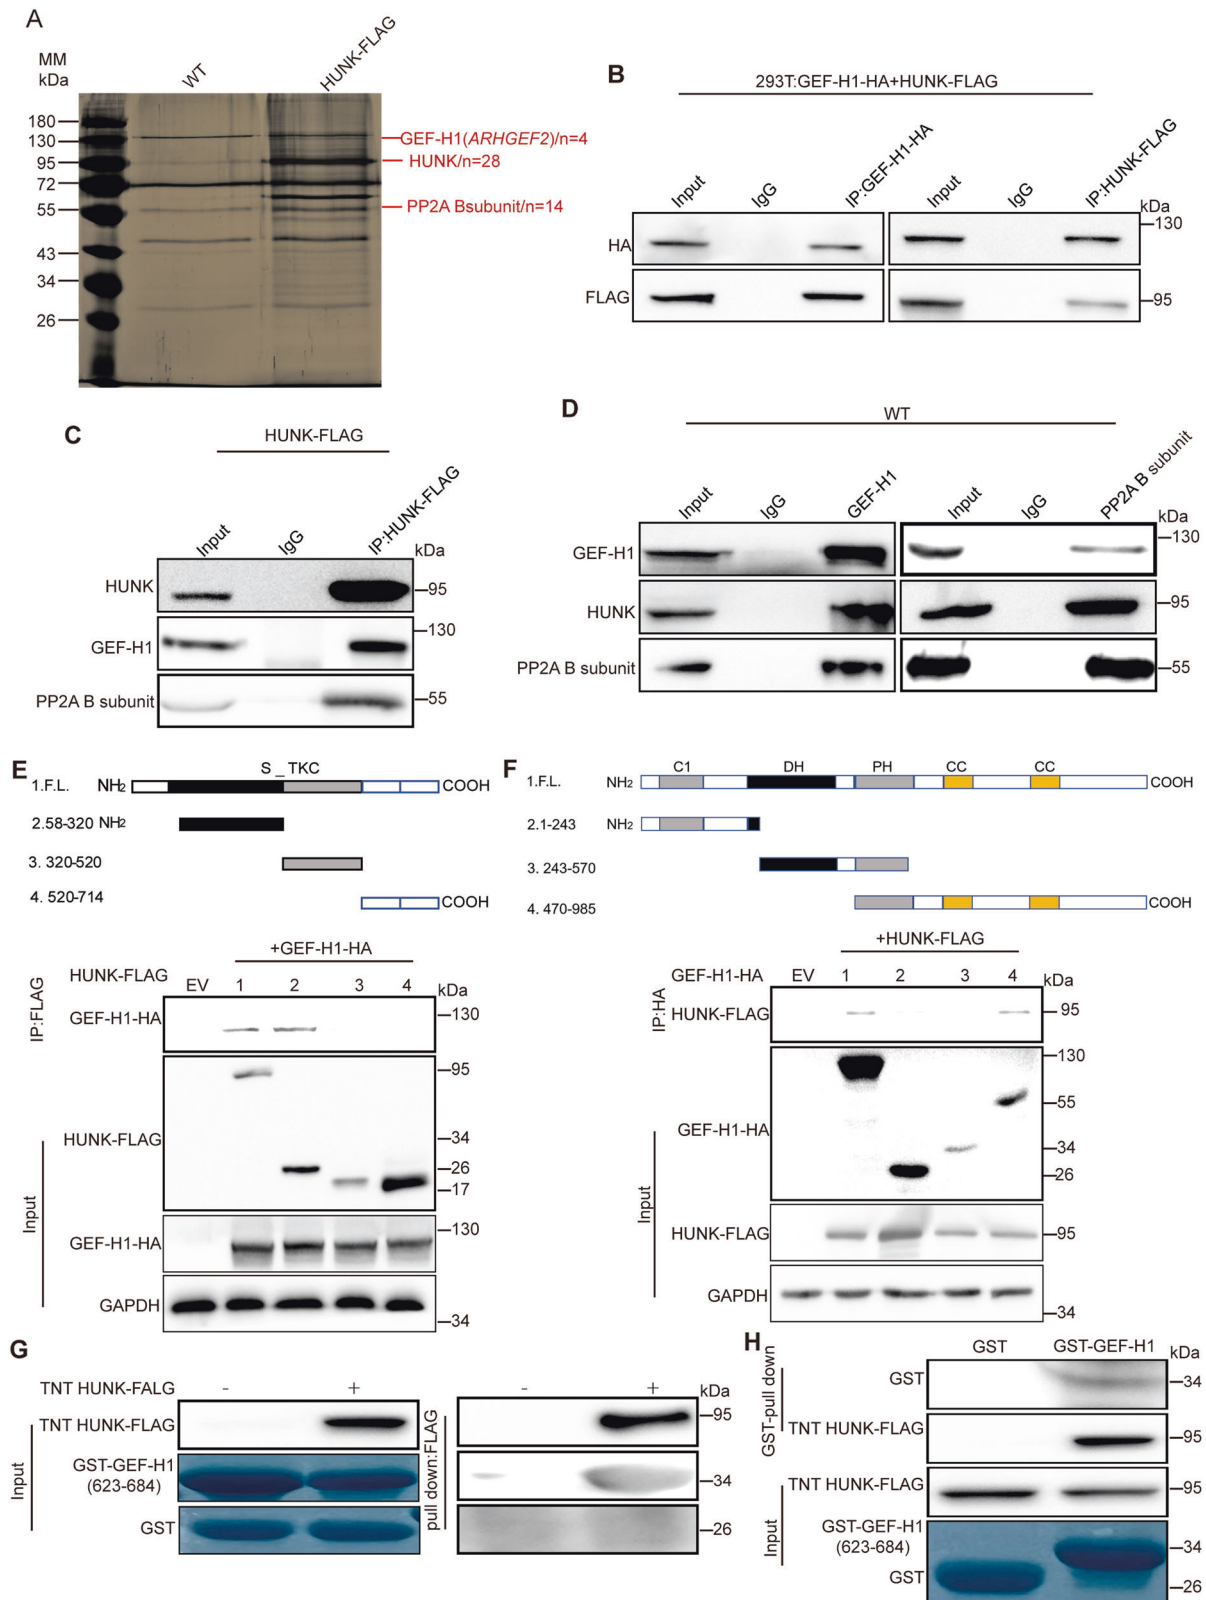 A
MM
kDa
WT
HUNK-FLAG
180
130
95
72
55
43
34
26
GEF-H1(ARHGEF2)/n=4
HUNK/n=28
PP2A Bsubunit/n=14
B
293T:GEF-H1-HA+HUNK-FLAG
Input
IgG
IP:GEF-H1-HA
Input
IgG
IP:HUNK-FLAG
kDa
HA
130
FLAG
95
C
HUNK-FLAG
Input
IgG
IP:HUNK-FLAG
kDa
HUNK
95
GEF-H1
130
PP2A B subunit
55
D
WT
Input
IgG
GEF-H1
Input
IgG
PP2A B subunit
kDa
GEF-H1
130
HUNK
95
PP2A B subunit
55
E
S _ TKC
1.F.L.
NH2
COOH
2.58-320
NH2
3. 320-520
4. 520-714
COOH
+GEF-H1-HA
HUNK-FLAG
EV
1
2
3
4
kDa
IP:FLAG
GEF-H1-HA
130
Input
HUNK-FLAG
95
34
26
17
GEF-H1-HA
130
GAPDH
34
F
C1
DH
PH
CC
CC
1.F.L.
NH2
COOH
2.1-243
NH2
3. 243-570
4. 470-985
COOH
+HUNK-FLAG
GEF-H1-HA
EV
1
2
3
4
kDa
IP:HA
HUNK-FLAG
95
Input
GEF-H1-HA
130
55
34
26
HUNK-FLAG
95
GAPDH
34
G
TNT HUNK-FALG
-
+
-
+
kDa
Input
TNT HUNK-FLAG
pull down:FLAG
95
GST-GEF-H1
(623-684)
34
GST
26
H
GST
GST-GEF-H1
kDa
GST-pull down
GST
34
TNT HUNK-FLAG
95
Input
TNT HUNK-FLAG
95
GST-GEF-H1
(623-684)
34
GST
26